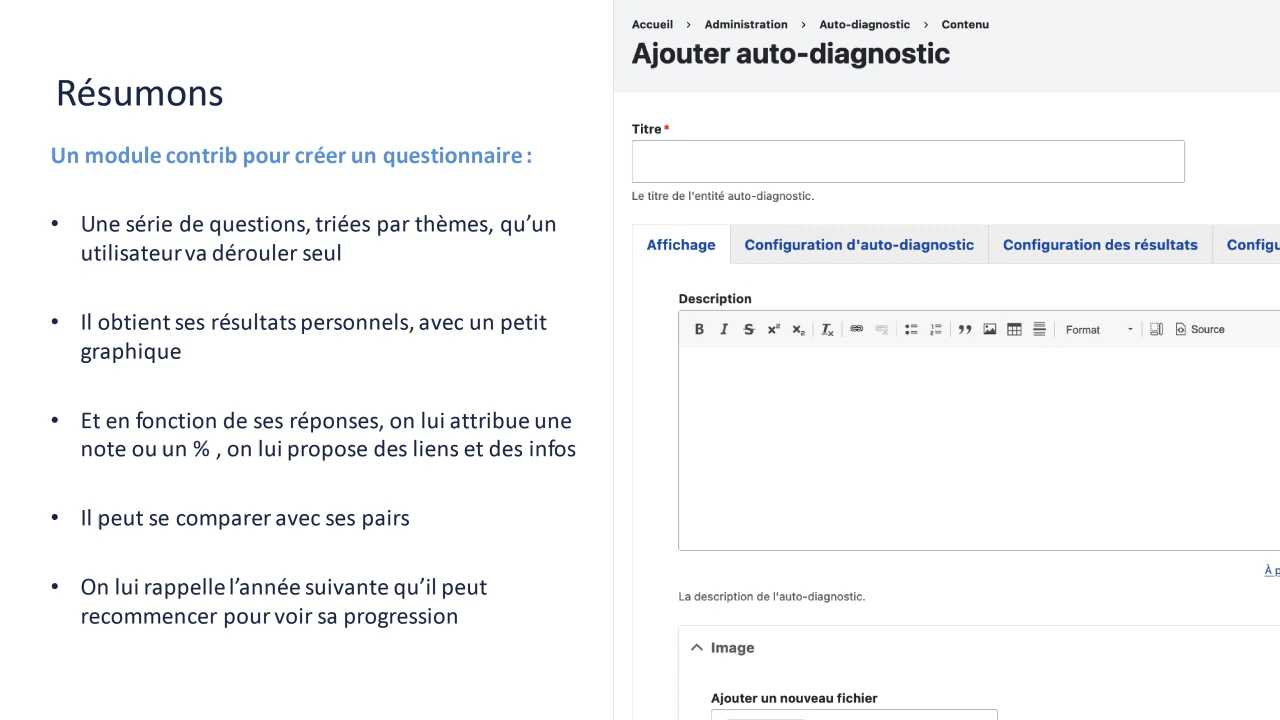 Résumons
Un module contrib pour créer un questionnaire :
• Une série de questions, triées par thèmes, qu’un
utilisateur va dérouler seul
• Il obtient ses résultats personnels, avec un petit
graphique
• Et en fonction de ses réponses, on lui attribue une
note ou un % , on lui propose des liens et des infos
• Il peut se comparer avec ses pairs
• On lui rappelle l’année suivante qu’il peut
recommencer pour voir sa progression
Accueil > Administration > Auto-diagnostic > Contenu
Ajouter auto-diagnostic
Titre*
Le titre de l'entité auto-diagnostic.
Affichage Configuration d'auto-diagnostic Configuration des résultats Configu
Description
Format Source
À p
La description de l'auto-diagnostic.
Image
Ajouter un nouveau fichier